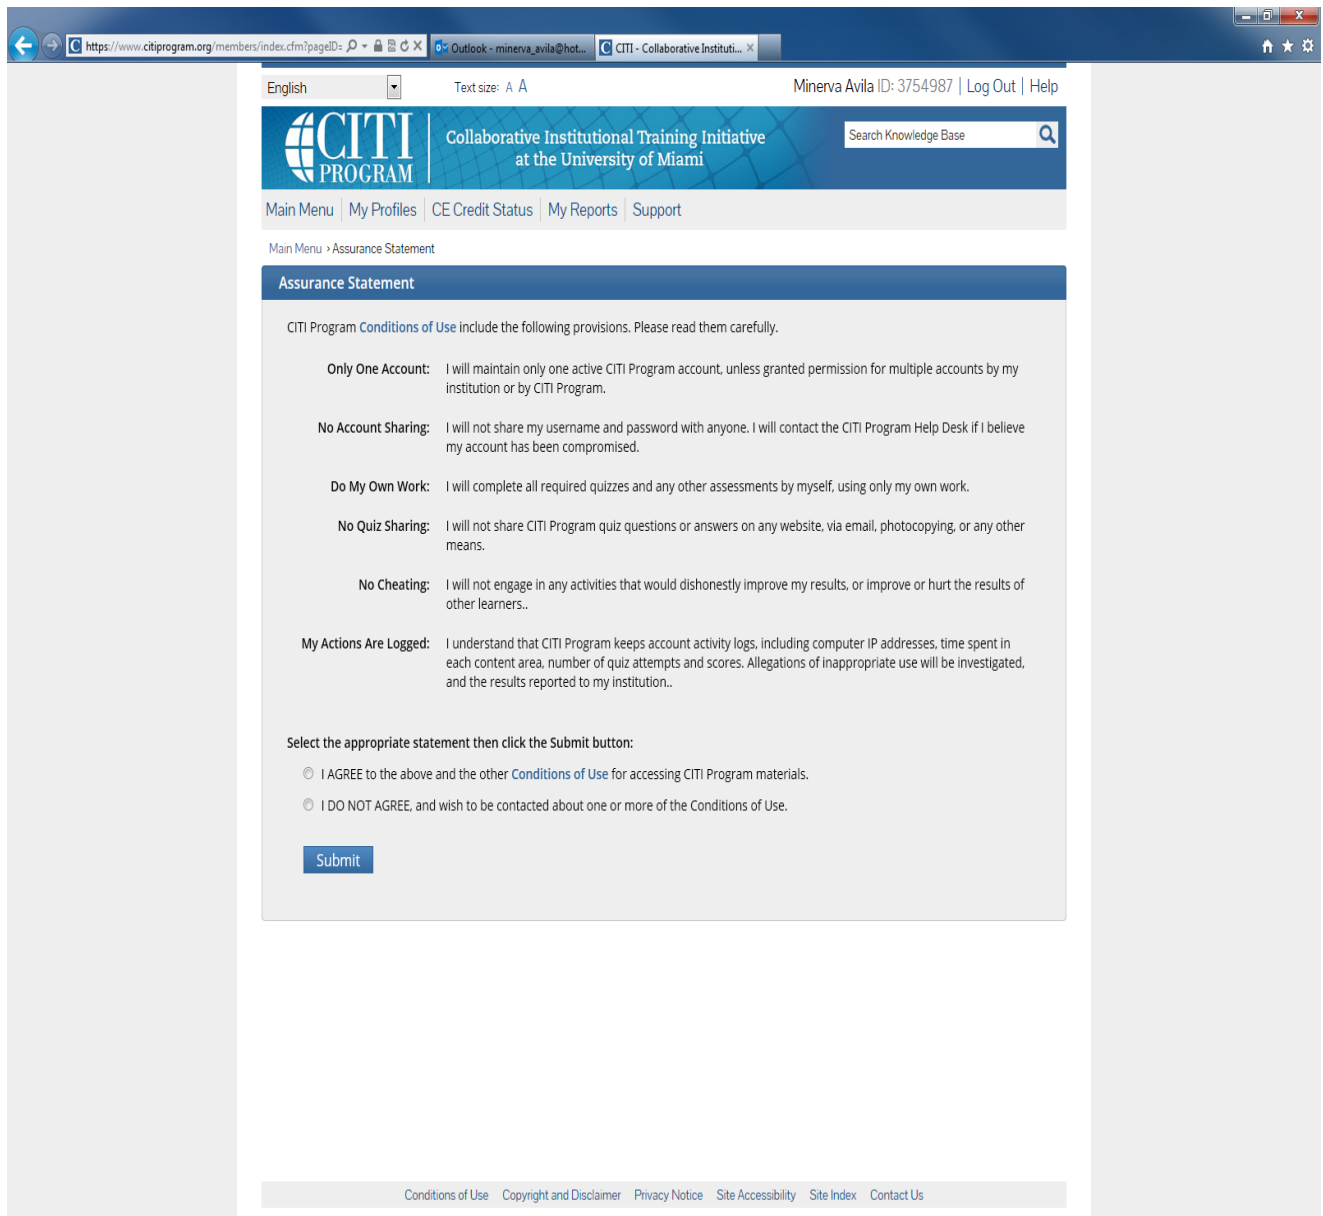 https://www.citiprogram.org/members/index.cfm?pageID=
Outlook - minerva_avila@hot...
CITI - Collaborative Instituti...
English
Text size: A A
Minerva Avila ID: 3754987 | Log Out | Help
CITI PROGRAM
Collaborative Institutional Training Initiative
at the University of Miami
Search Knowledge Base
Main Menu | My Profiles | CE Credit Status | My Reports | Support
Main Menu › Assurance Statement
Assurance Statement
CITI Program Conditions of Use include the following provisions. Please read them carefully.
Only One Account: I will maintain only one active CITI Program account, unless granted permission for multiple accounts by my
institution or by CITI Program.
No Account Sharing: I will not share my username and password with anyone. I will contact the CITI Program Help Desk if I believe
my account has been compromised.
Do My Own Work: I will complete all required quizzes and any other assessments by myself, using only my own work.
No Quiz Sharing: I will not share CITI Program quiz questions or answers on any website, via email, photocopying, or any other
means.
No Cheating: I will not engage in any activities that would dishonestly improve my results, or improve or hurt the results of
other learners..
My Actions Are Logged: I understand that CITI Program keeps account activity logs, including computer IP addresses, time spent in
each content area, number of quiz attempts and scores. Allegations of inappropriate use will be investigated,
and the results reported to my institution..
Select the appropriate statement then click the Submit button:
I AGREE to the above and the other Conditions of Use for accessing CITI Program materials.
I DO NOT AGREE, and wish to be contacted about one or more of the Conditions of Use.
Submit
Conditions of Use Copyright and Disclaimer Privacy Notice Site Accessibility Site Index Contact Us